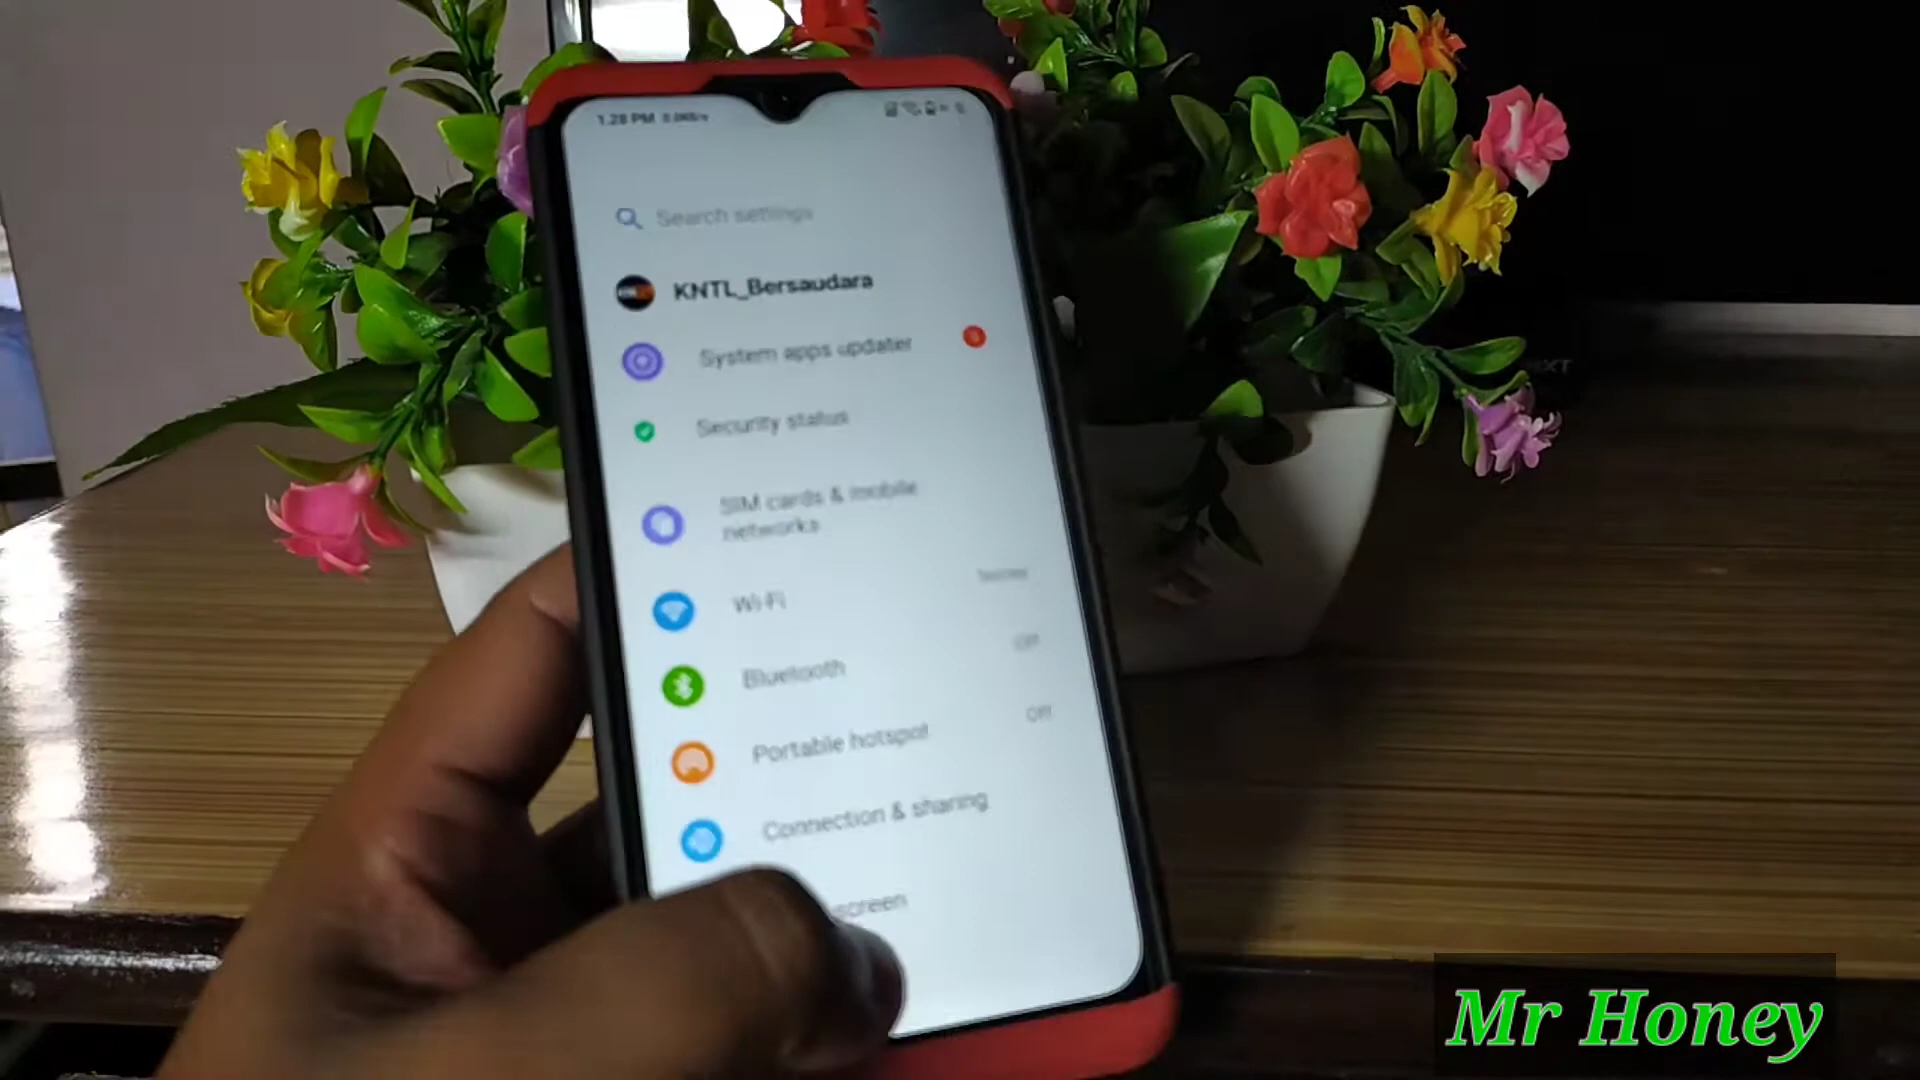 1.28 PM
Search settings
KNTL_Bersaudara
System apps updater
Security status
SIM cards & mobile
networks
Wi-Fi
Bluetooth
Off
Portable hotspot
Off
Connection & sharing
screen
Mr Honey